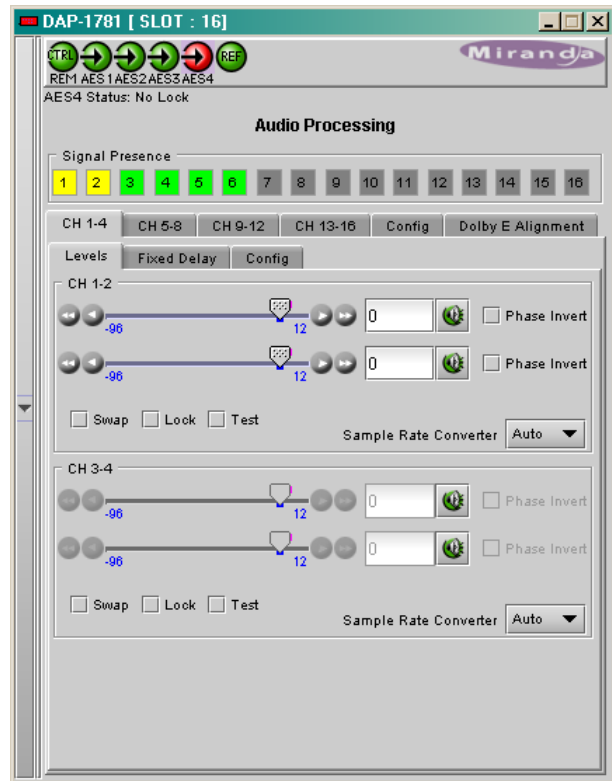 DAP-1781 [ SLOT : 16]
CTRL REF
Miranda
REM AES1 AES2 AES3 AES4
AES4 Status: No Lock
Audio Processing
Signal Presence
1 2 3 4 5 6 7 8 9 10 11 12 13 14 15 16
CH 1-4 CH 5-8 CH 9-12 CH 13-16 Config Dolby E Alignment
Levels Fixed Delay Config
CH 1-2
-96 12 0 Phase Invert
-96 12 0 Phase Invert
Swap Lock Test
Sample Rate Converter Auto
CH 3-4
-96 12 0 Phase Invert
-96 12 0 Phase Invert
Swap Lock Test
Sample Rate Converter Auto